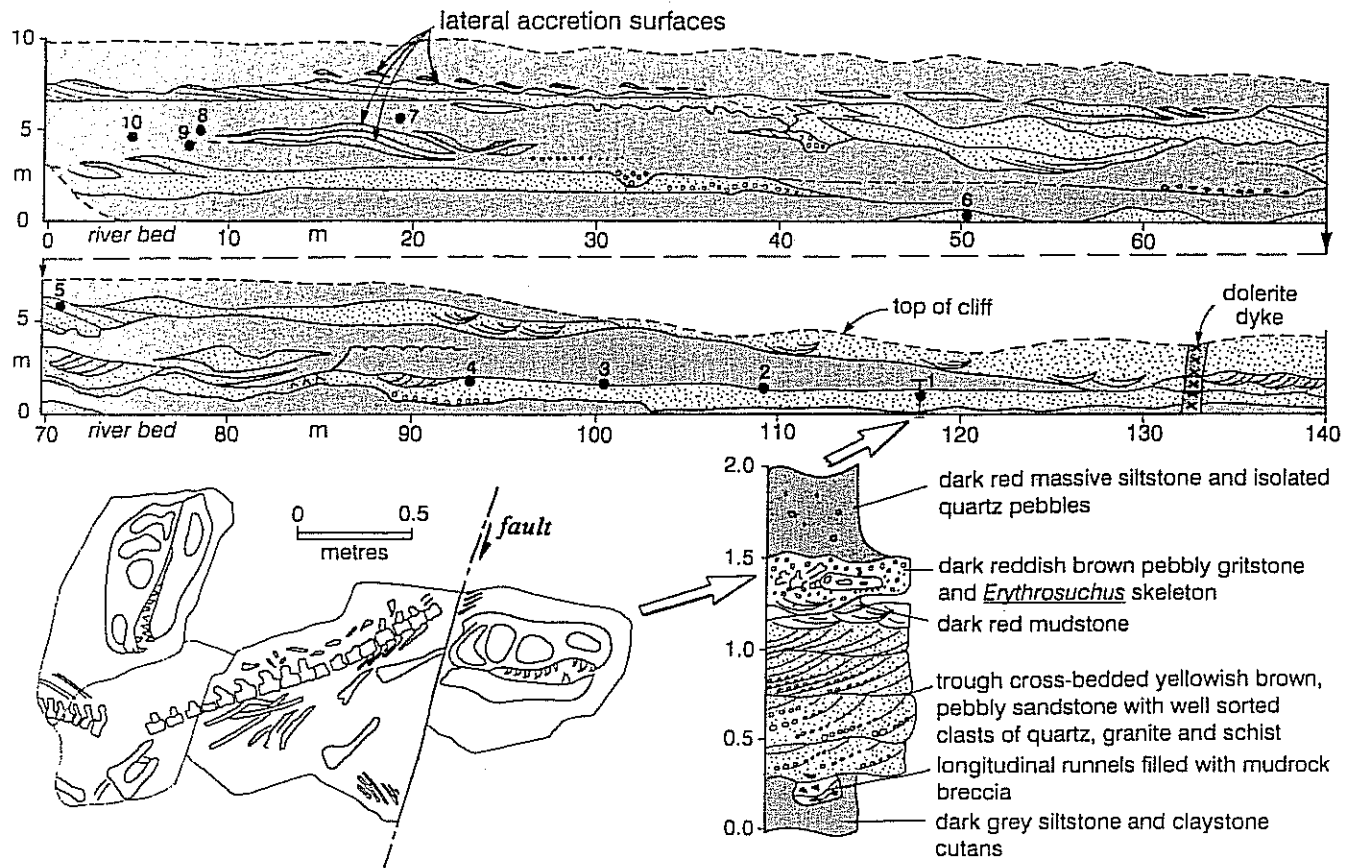 lateral accretion surfaces
10
5
m
0
10
8
9
7
6
0 river bed 10 m 20 30 40 50 60
5
dolerite
dyke
top of cliff
5
m
0
4
3
2
1
x
x
x
x
70 river bed 80 m 90 100 110 120 130 140
0 0.5
metres
fault
2.0
dark red massive siltstone and isolated
quartz pebbles
1.5
dark reddish brown pebbly gritstone
and Erythrosuchus skeleton
dark red mudstone
1.0
trough cross-bedded yellowish brown,
pebbly sandstone with well sorted
clasts of quartz, granite and schist
0.5
longitudinal runnels filled with mudrock
breccia
0.0
dark grey siltstone and claystone
cutans